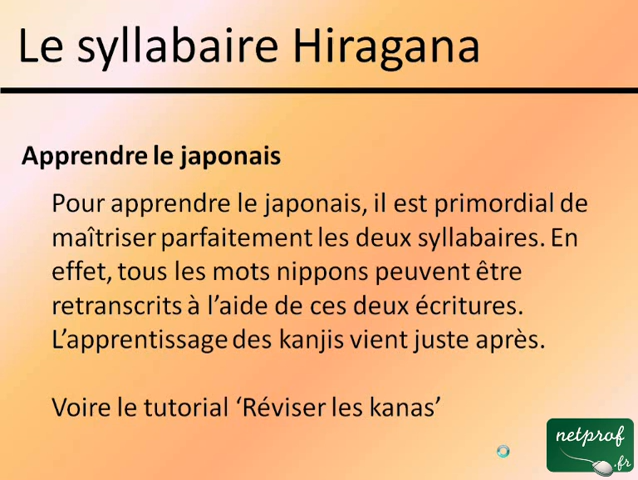 Le syllabaire Hiragana
Apprendre le japonais
Pour apprendre le japonais, il est primordial de
maîtriser parfaitement les deux syllabaires. En
effet, tous les mots nippons peuvent être
retranscrits à l’aide de ces deux écritures.
L’apprentissage des kanjis vient juste après.
Voire le tutorial ‘Réviser les kanas’
netprof
.fr